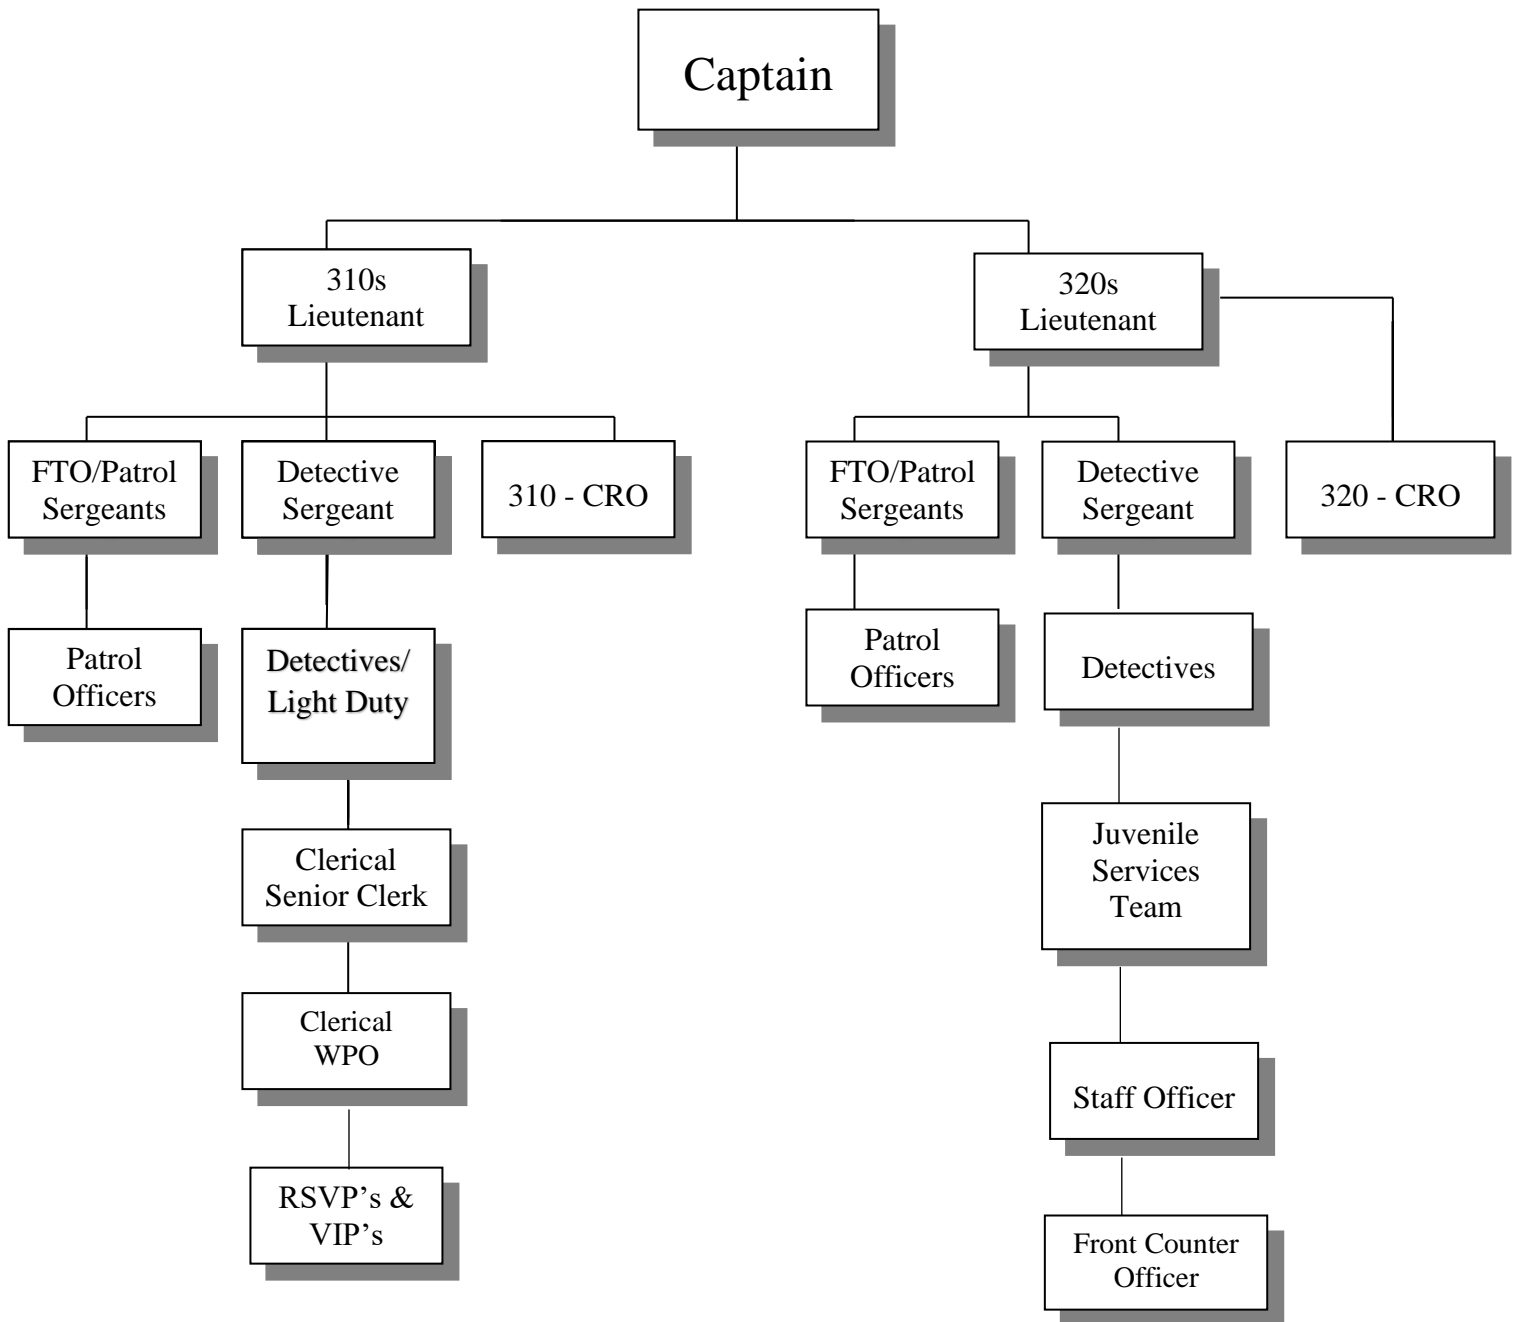 Captain
310s
Lieutenant
320s
Lieutenant
FTO/Patrol
Sergeants
Detective
Sergeant
310 - CRO
FTO/Patrol
Sergeants
Detective
Sergeant
320 - CRO
Patrol
Officers
Detectives/
Light Duty
Patrol
Officers
Detectives
Clerical
Senior Clerk
Juvenile
Services
Team
Clerical
WPO
Staff Officer
RSVP’s &
VIP’s
Front Counter
Officer